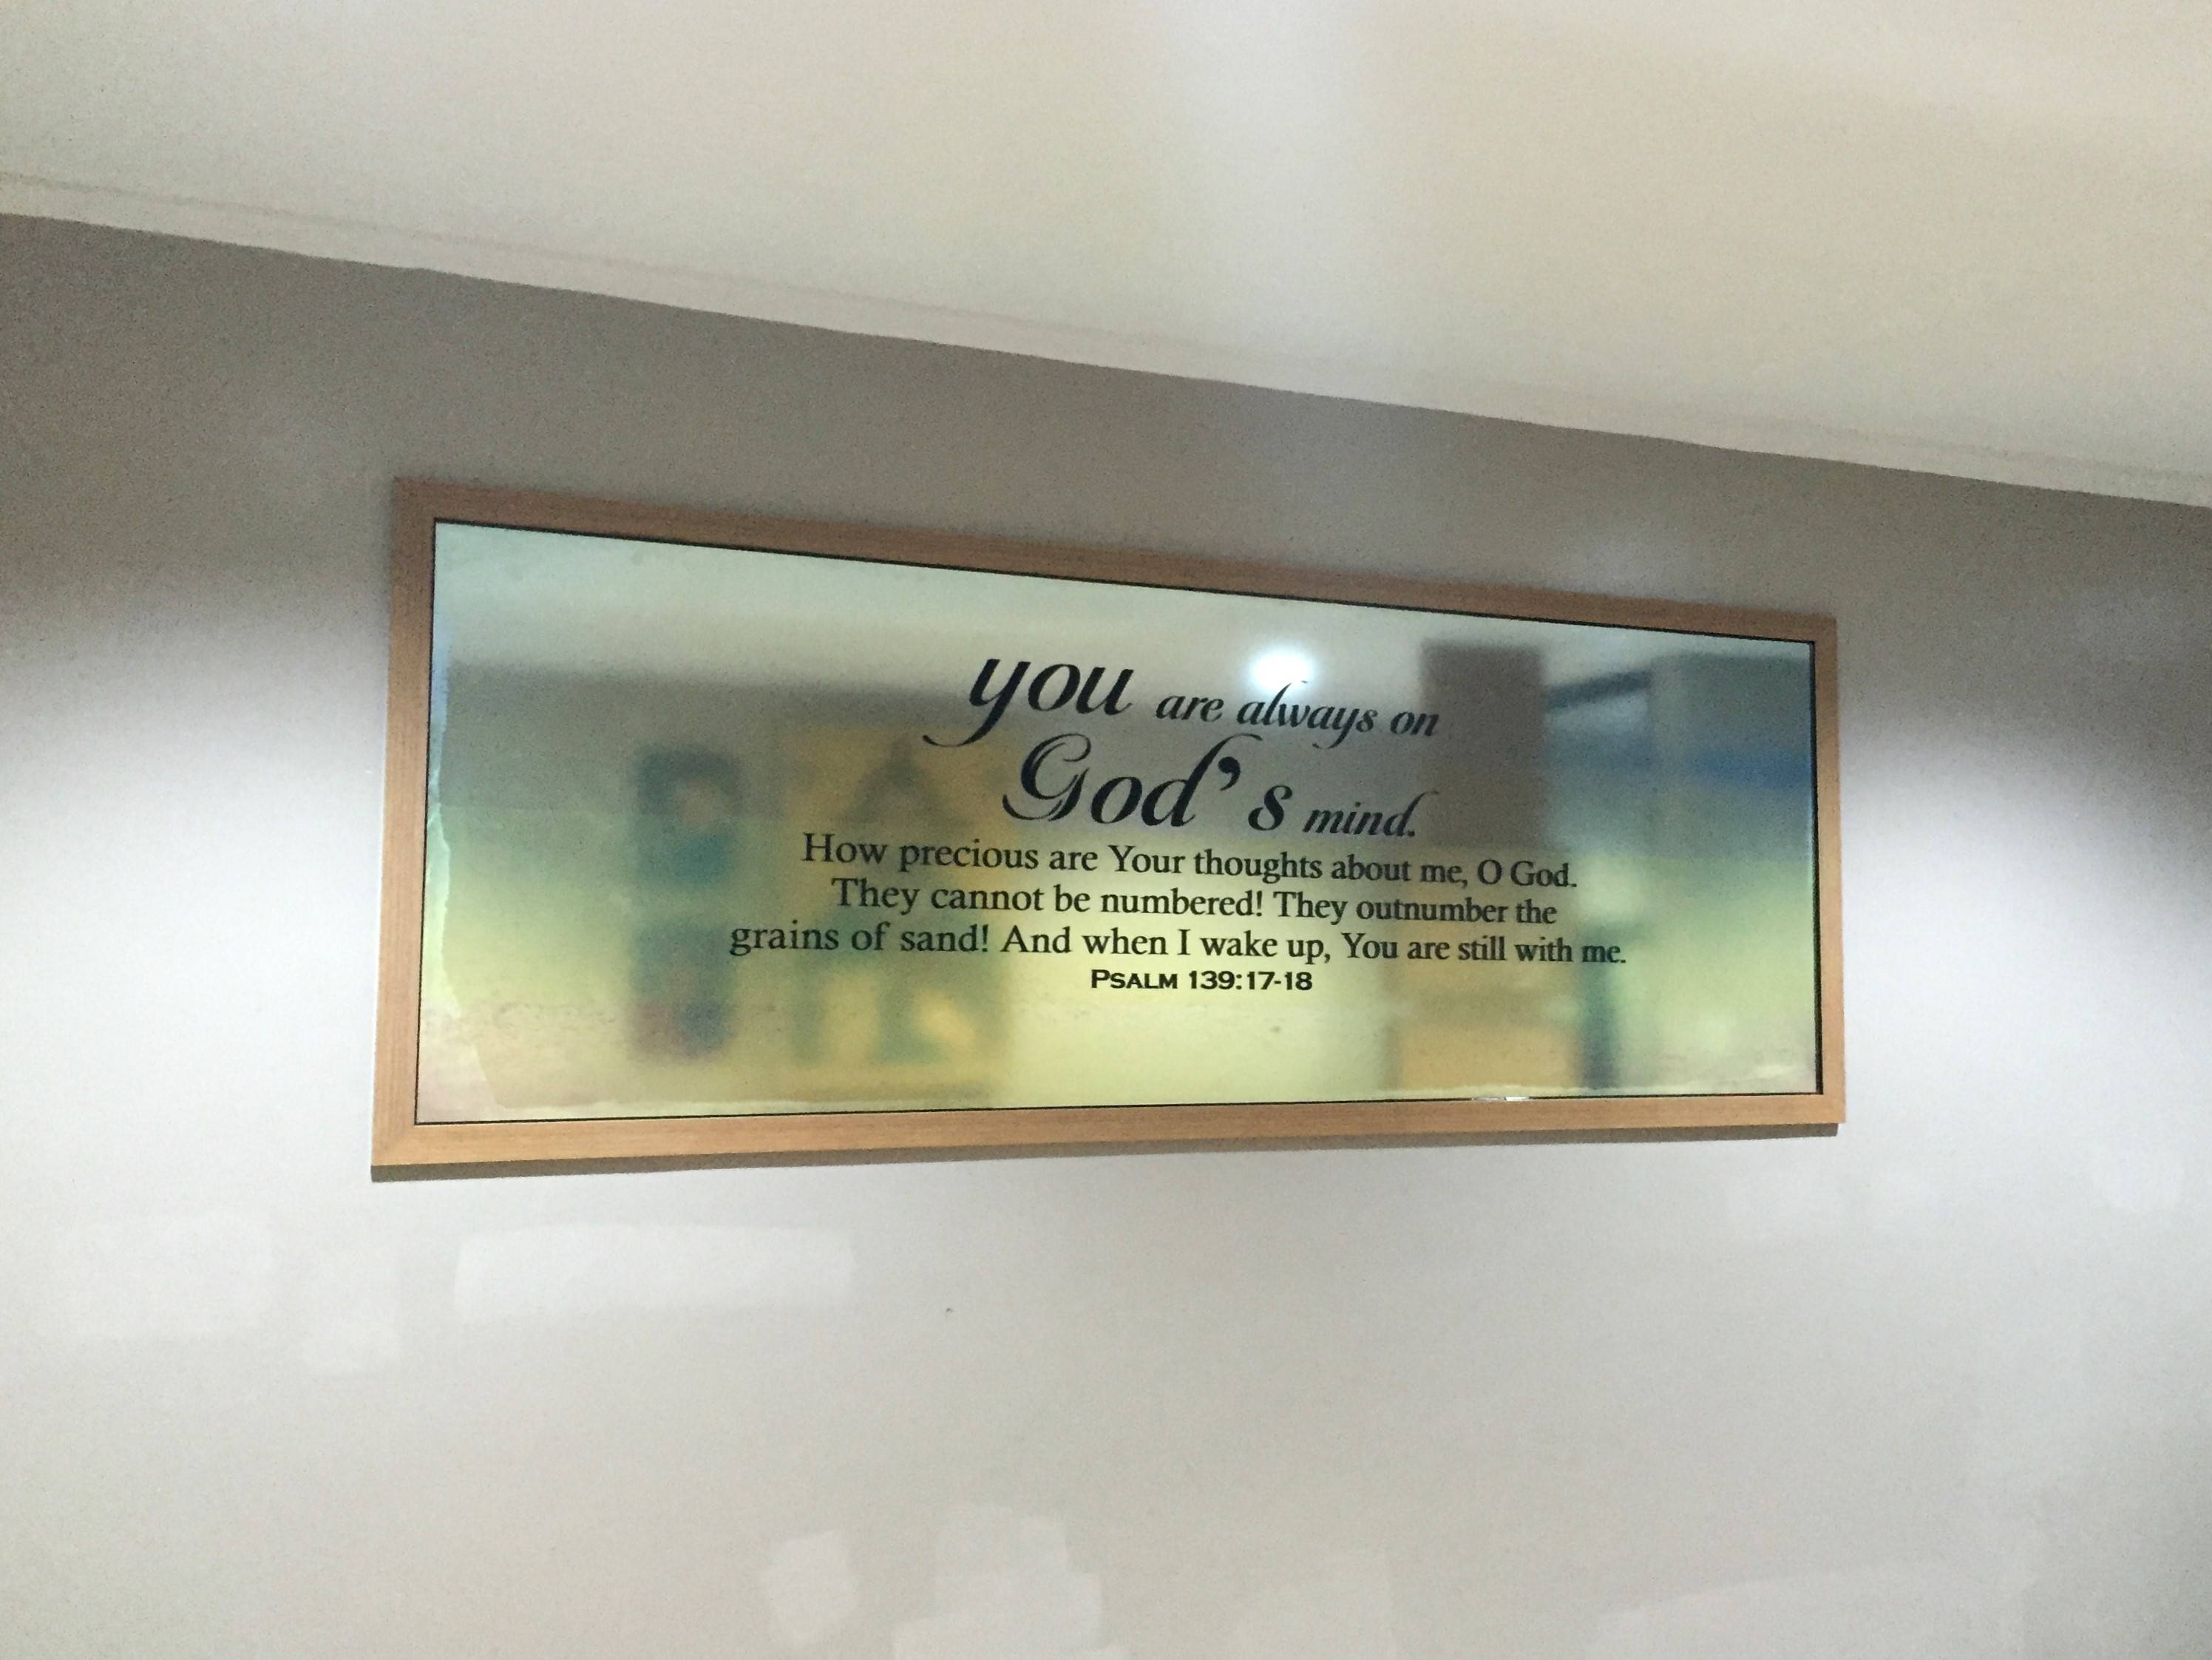 you are always on
God's mind.
How precious are Your thoughts about me, O God.
They cannot be numbered! They outnumber the
grains of sand! And when I wake up, You are still with me.
PSALM 139:17-18